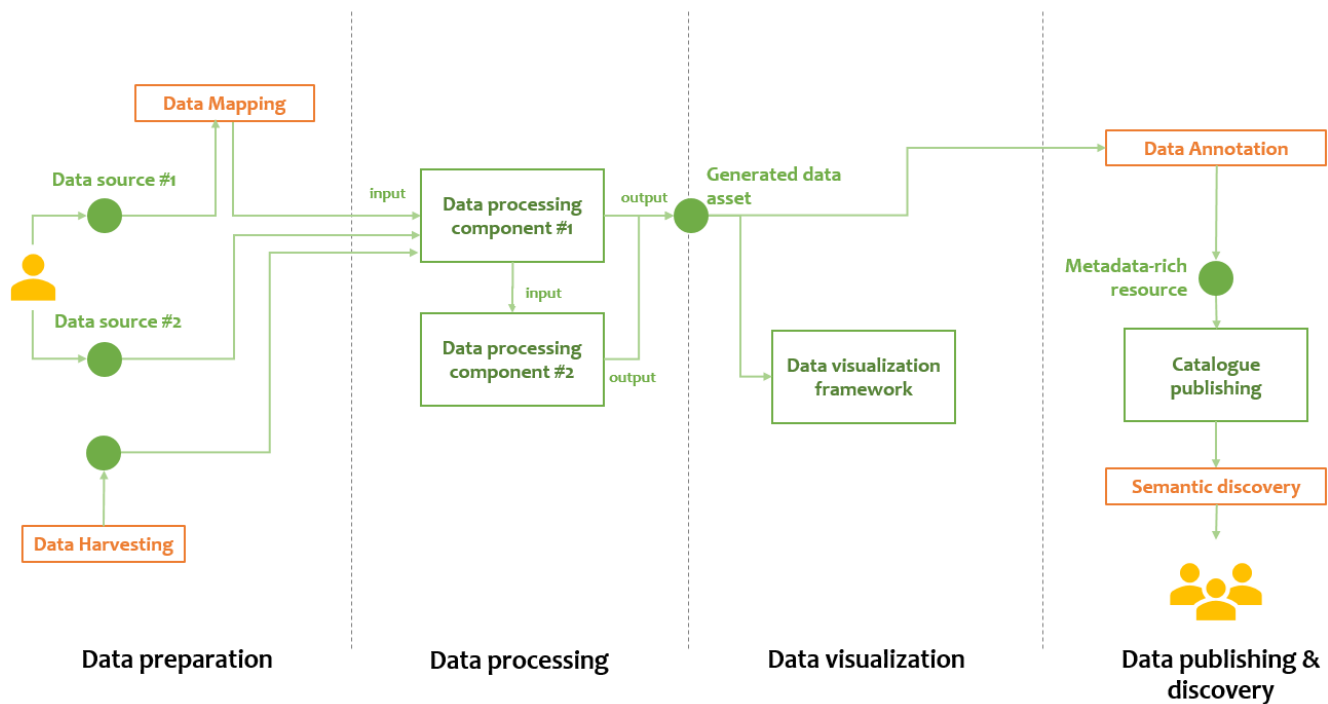 Data Mapping
Data source #1
Data source #2
Data Harvesting
Data preparation
input
Data processing
component #1
output
input
Data processing
component #2
output
Data processing
Generated data
asset
Data visualization
framework
Data visualization
Data Annotation
Metadata-rich
resource
Catalogue
publishing
Semantic discovery
Data publishing &
discovery